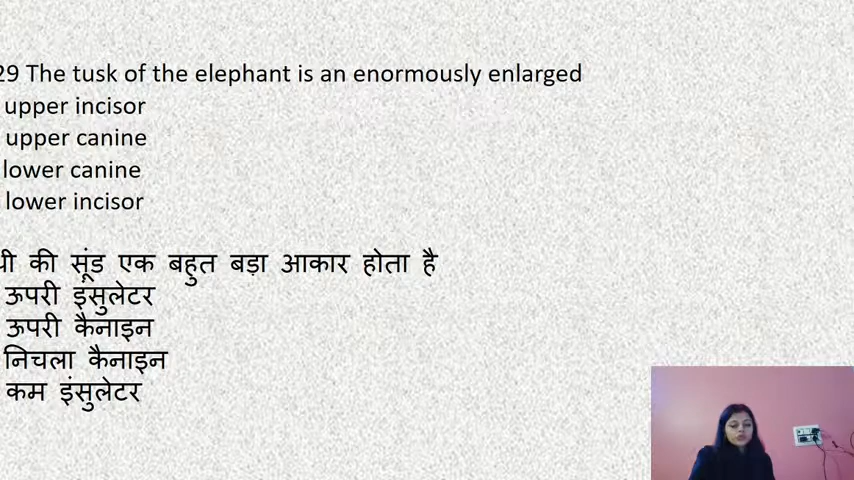 29 The tusk of the elephant is an enormously enlarged
upper incisor
upper canine
lower canine
lower incisor
की सूंड एक बहुत बड़ा आकार होता है
ऊपरी इंसुलेटर
ऊपरी कैनाइन
निचला कैनाइन
कम इंसुलेटर